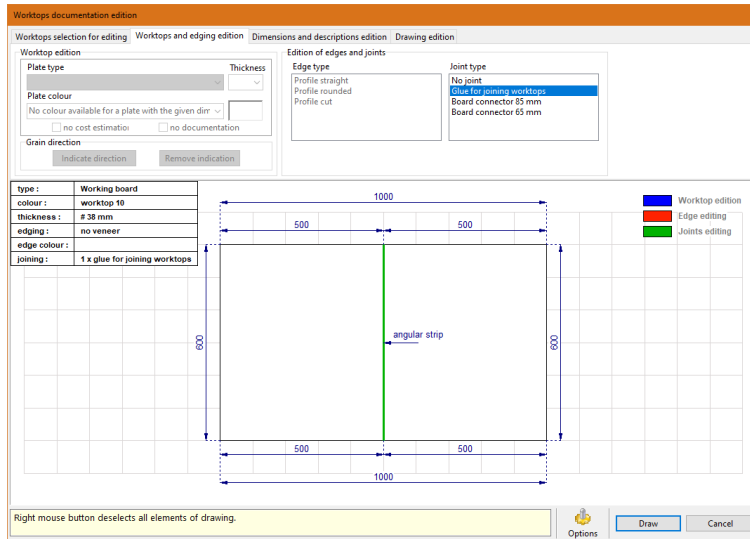 Worktops documentation edition
Worktops selection for editing Worktops and edging edition Dimensions and descriptions edition Drawing edition
Worktop edition
Plate type Thickness
Plate colour
No colour available for a plate with the given dirr
no cost estimatioı no documentation
Grain direction
Indicate direction Remove indication
Edition of edges and joints
Edge type
Profile straight
Profile rounded
Profile cut
Joint type
No joint
Glue for joining worktops
Board connector 85 mm
Board connector 65 mm
type : Working board
colour : worktop 10
thickness : # 38 mm
edging : no veneer
edge colour :
joining : 1 x glue for joining worktops
Worktop edition
Edge editing
Joints editing
1000
500 500
600 angular strip 600
500 500
1000
Right mouse button deselects all elements of drawing.
Options
Draw Cancel